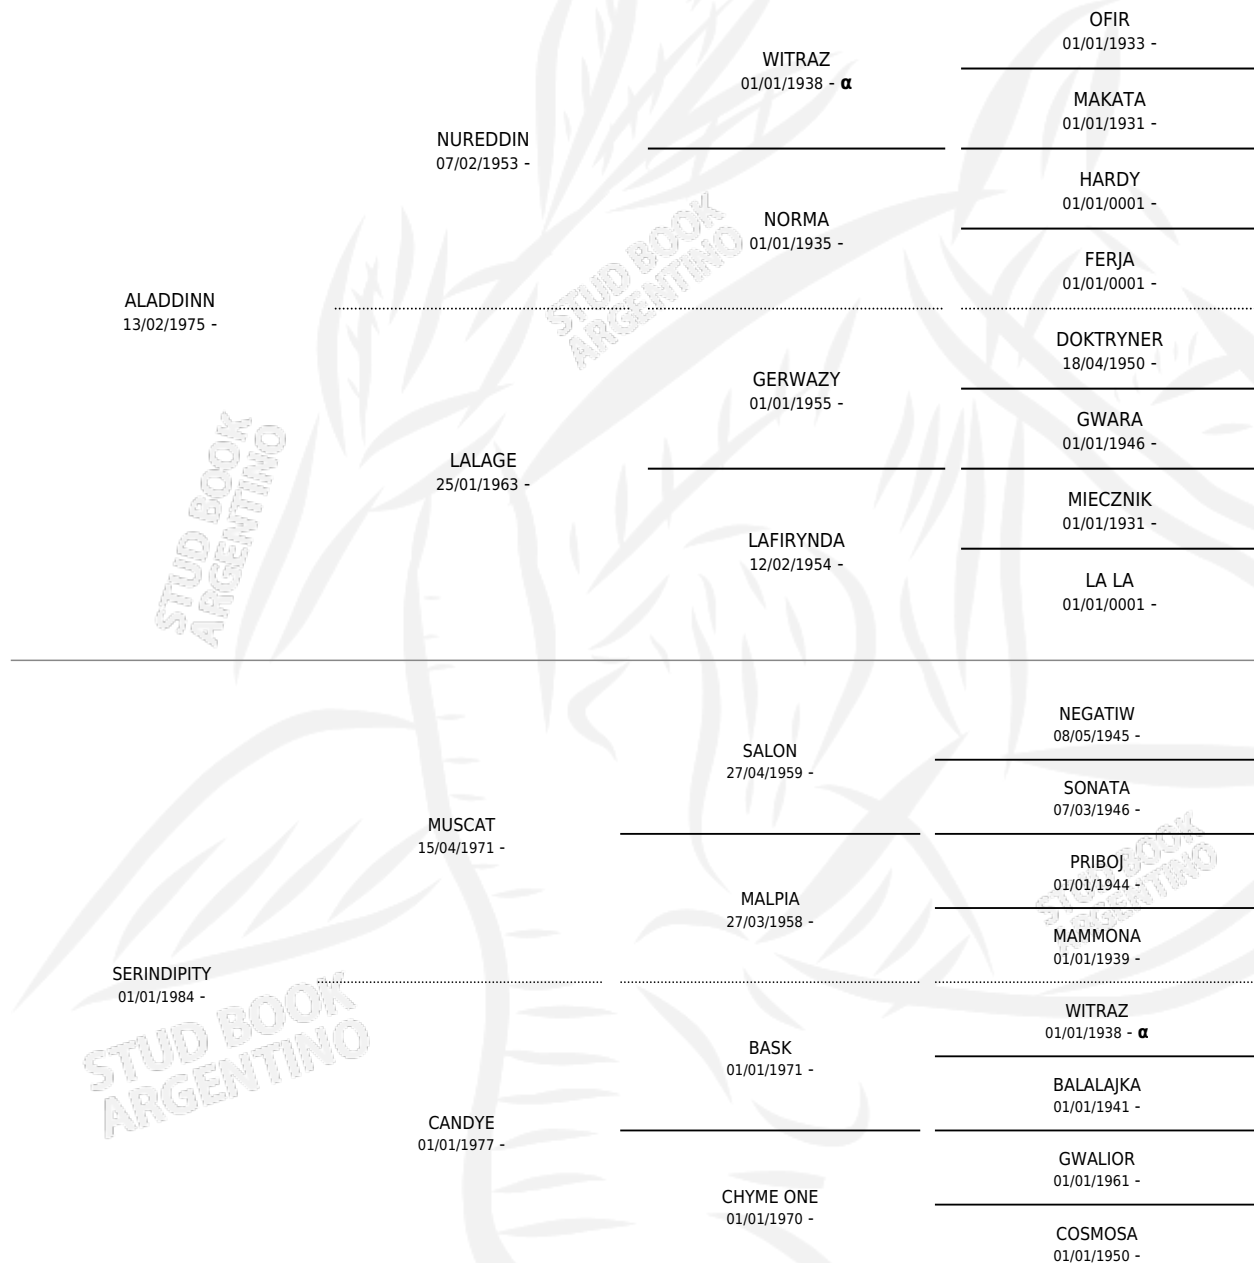 OFIR
01/01/1933 -
WITRAZ
01/01/1938 - α
MAKATA
01/01/1931 -
NUREDDIN
07/02/1953 -
HARDY
01/01/0001 -
NORMA
01/01/1935 -
FERJA
01/01/0001 -
ALADDINN
13/02/1975 -
DOKTRYNER
18/04/1950 -
GERWAZY
01/01/1955 -
GWARA
01/01/1946 -
LALAGE
25/01/1963 -
MIECZNIK
01/01/1931 -
LAFIRYNDA
12/02/1954 -
LA LA
01/01/0001 -
NEGATIW
08/05/1945 -
SALON
27/04/1959 -
SONATA
07/03/1946 -
MUSCAT
15/04/1971 -
PRIBOJ
01/01/1944 -
MALPIA
27/03/1958 -
MAMMONA
01/01/1939 -
SERINDIPITY
01/01/1984 -
WITRAZ
01/01/1938 - α
BASK
01/01/1971 -
BALALAJKA
01/01/1941 -
CANDYE
01/01/1977 -
GWALIOR
01/01/1961 -
CHYME ONE
01/01/1970 -
COSMOSA
01/01/1950 -
STUD BOOK
ARGENTINO
STUD BOOK
ARGENTINO
STUD BOOK
ARGENTINO
STUD BOOK
ARGENTINO